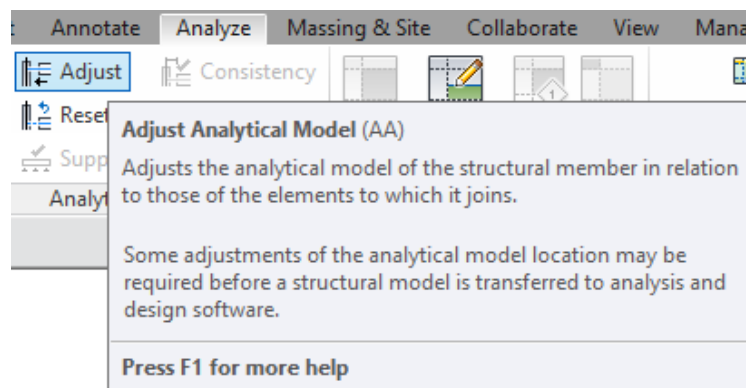 Annotate Analyze Massing & Site Collaborate View
Adjust Consistency
Reset
Adjust Analytical Model (AA)
Adjusts the analytical model of the structural member in relation
to those of the elements to which it joins.
Some adjustments of the analytical model location may be
required before a structural model is transferred to analysis and
design software.
Press F1 for more help